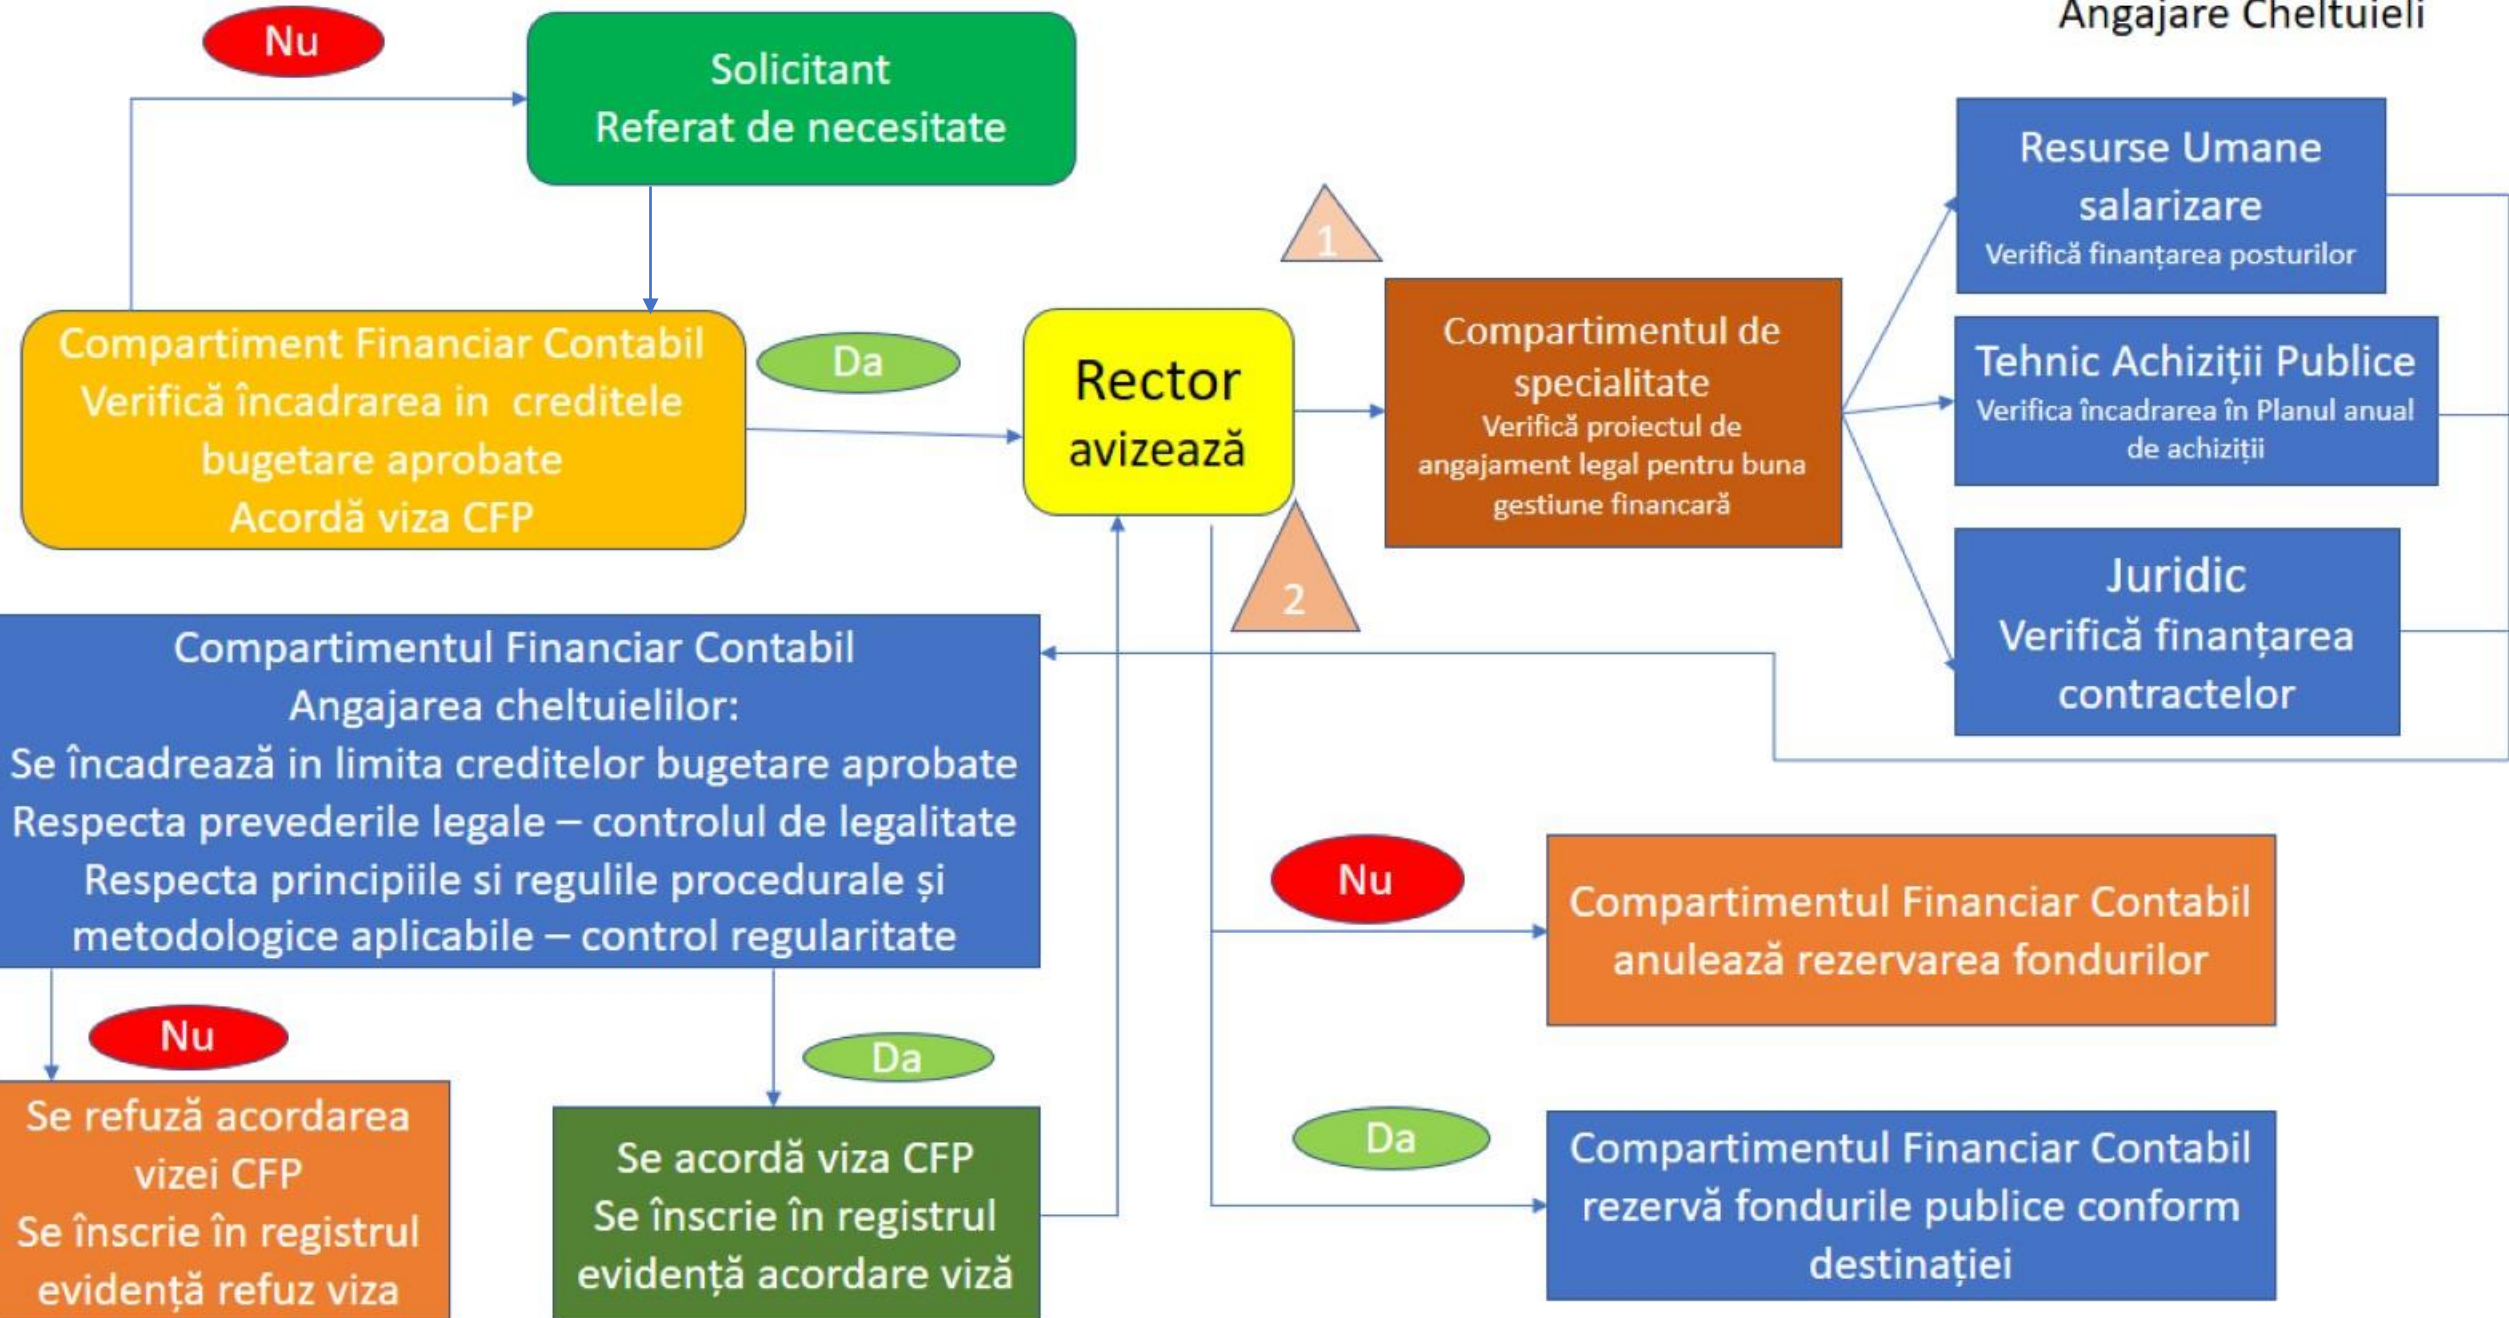 Angajare Cheltuieli
Nu
Solicitant
Referat de necesitate
Compartiment Financiar Contabil
Verifică încadrarea in creditele
bugetare aprobate
Acordă viza CFP
Da
Rector
avizează
1
Compartimentul de
specialitate
Verifică proiectul de
angajament legal pentru buna
gestiune financară
Resurse Umane
salarizare
Verifică finanțarea posturilor
Tehnic Achiziții Publice
Verifica încadrarea în Planul anual
de achiziții
Juridic
Verifică finanțarea
contractelor
2
Compartimentul Financiar Contabil
Angajarea cheltuielilor:
Se încadrează in limita creditelor bugetare aprobate
Respecta prevederile legale – controlul de legalitate
Respecta principiile si regulile procedurale și
metodologice aplicabile – control regularitate
Nu
Se refuză acordarea
vizei CFP
Se înscrie în registrul
evidență refuz viza
Da
Se acordă viza CFP
Se înscrie în registrul
evidență acordare viză
Nu
Compartimentul Financiar Contabil
anulează rezervarea fondurilor
Da
Compartimentul Financiar Contabil
rezervă fondurile publice conform
destinației